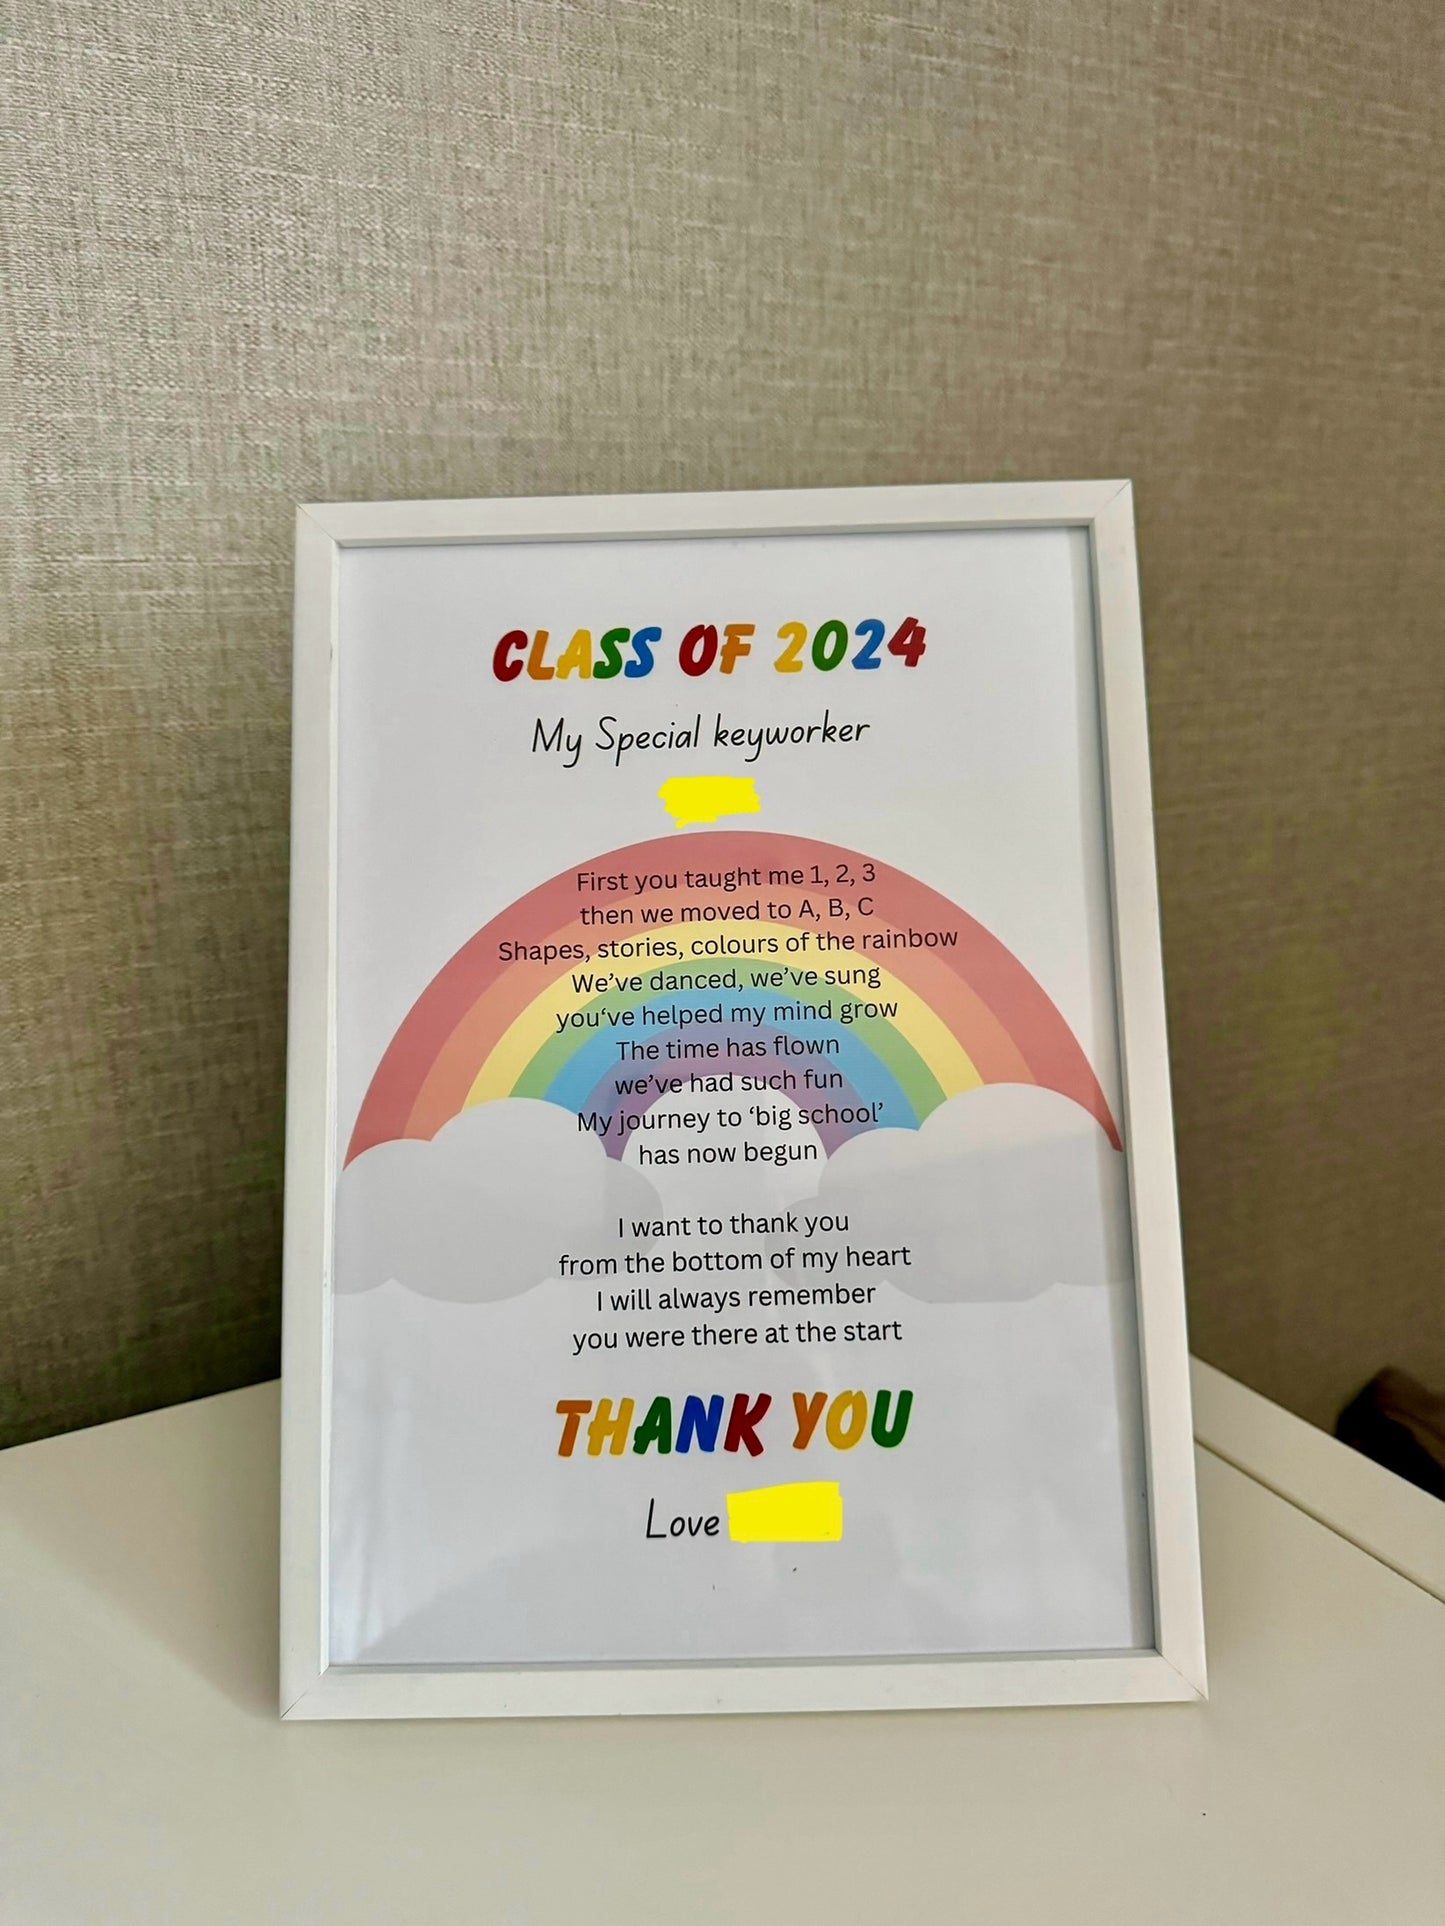 CLASS OF 2024
My Special keyworker
First you taught me 1, 2, 3
then we moved to A, B, C
Shapes, stories, colours of the rainbow
We’ve danced, we’ve sung
you‘ve helped my mind grow
The time has flown
we’ve had such fun
My journey to ‘big school’
has now begun
I want to thank you
from the bottom of my heart
I will always remember
you were there at the start
THANK YOU
Love